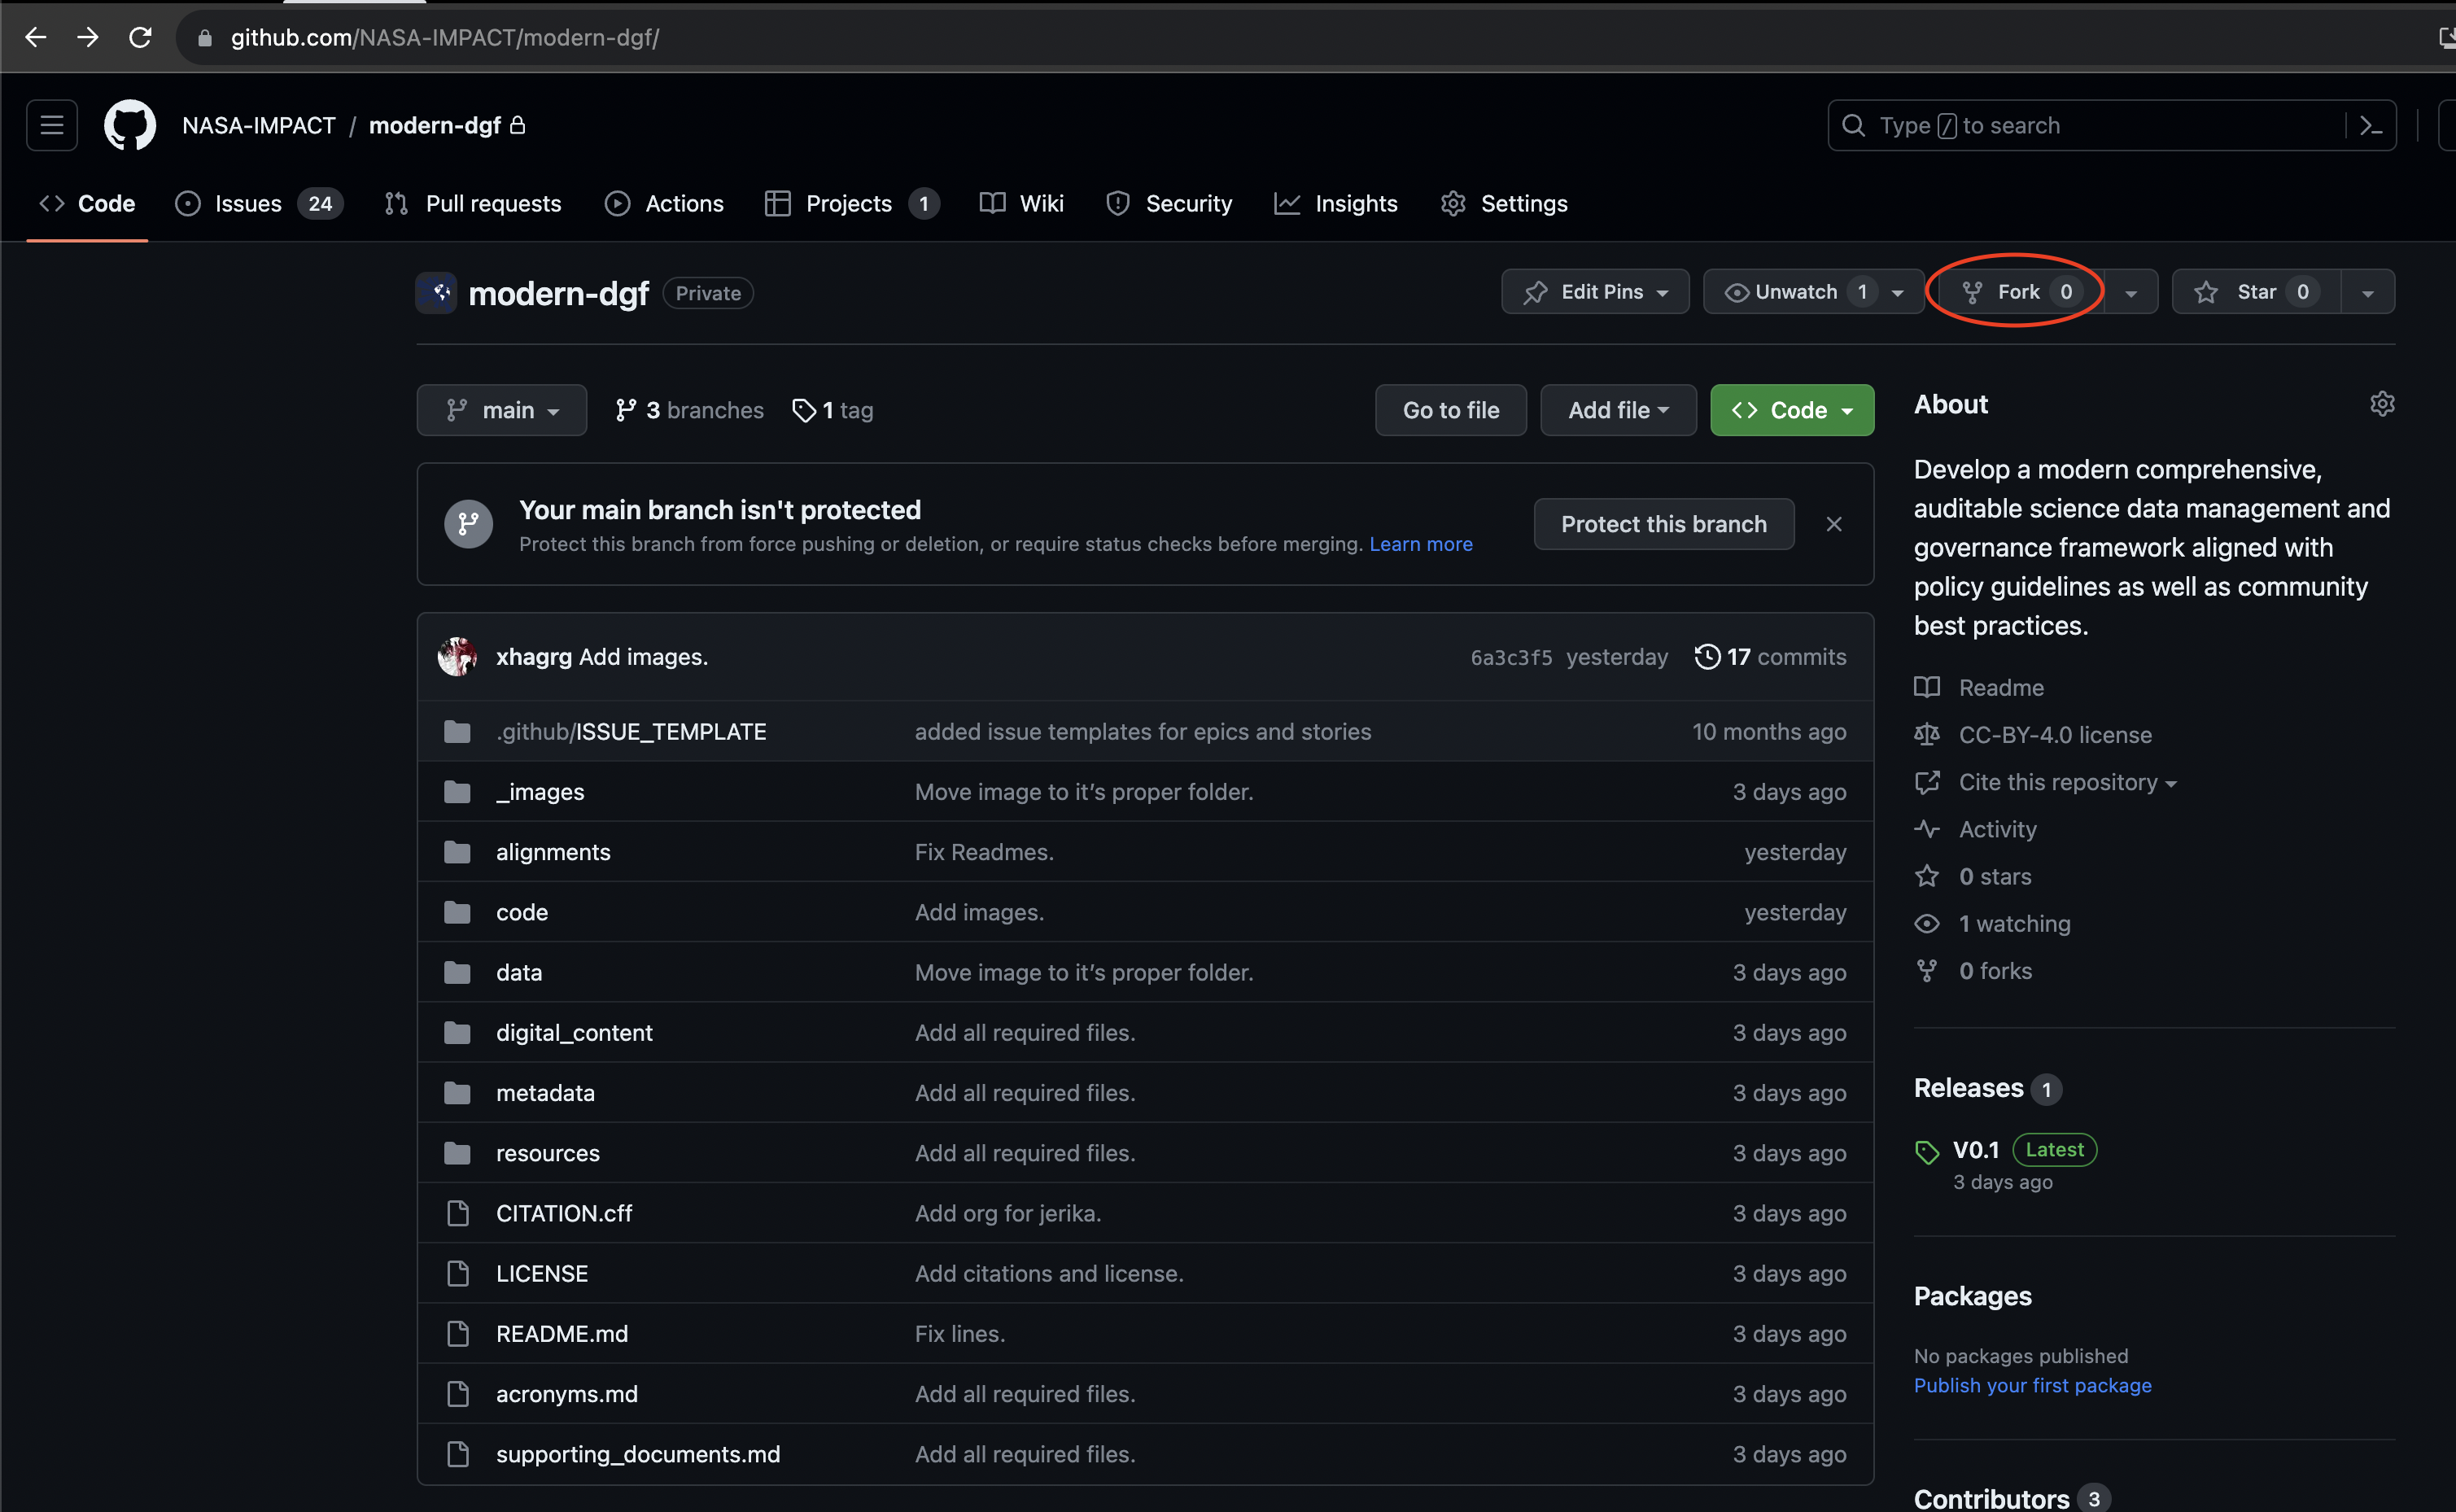 github.com/NASA-IMPACT/modern-dgf/
NASA-IMPACT / modern-dgf
Type / to search
Code
Issues 24
Pull requests
Actions
Projects 1
Wiki
Security
Insights
Settings
modern-dgf Private
Edit Pins
Unwatch 1
Fork 0
Star 0
main
3 branches
1 tag
Go to file
Add file
Code
Your main branch isn't protected
Protect this branch from force pushing or deletion, or require status checks before merging. Learn more
Protect this branch
xhagrg Add images. 6a3c3f5 yesterday 17 commits
.github/ISSUE_TEMPLATE added issue templates for epics and stories 10 months ago
_images Move image to it’s proper folder. 3 days ago
alignments Fix Readmes. yesterday
code Add images. yesterday
data Move image to it’s proper folder. 3 days ago
digital_content Add all required files. 3 days ago
metadata Add all required files. 3 days ago
resources Add all required files. 3 days ago
CITATION.cff Add org for jerika. 3 days ago
LICENSE Add citations and license. 3 days ago
README.md Fix lines. 3 days ago
acronyms.md Add all required files. 3 days ago
supporting_documents.md Add all required files. 3 days ago
About
Develop a modern comprehensive,
auditable science data management and
governance framework aligned with
policy guidelines as well as community
best practices.
Readme
CC-BY-4.0 license
Cite this repository
Activity
0 stars
1 watching
0 forks
Releases 1
V0.1 Latest
3 days ago
Packages
No packages published
Publish your first package
Contributors 3